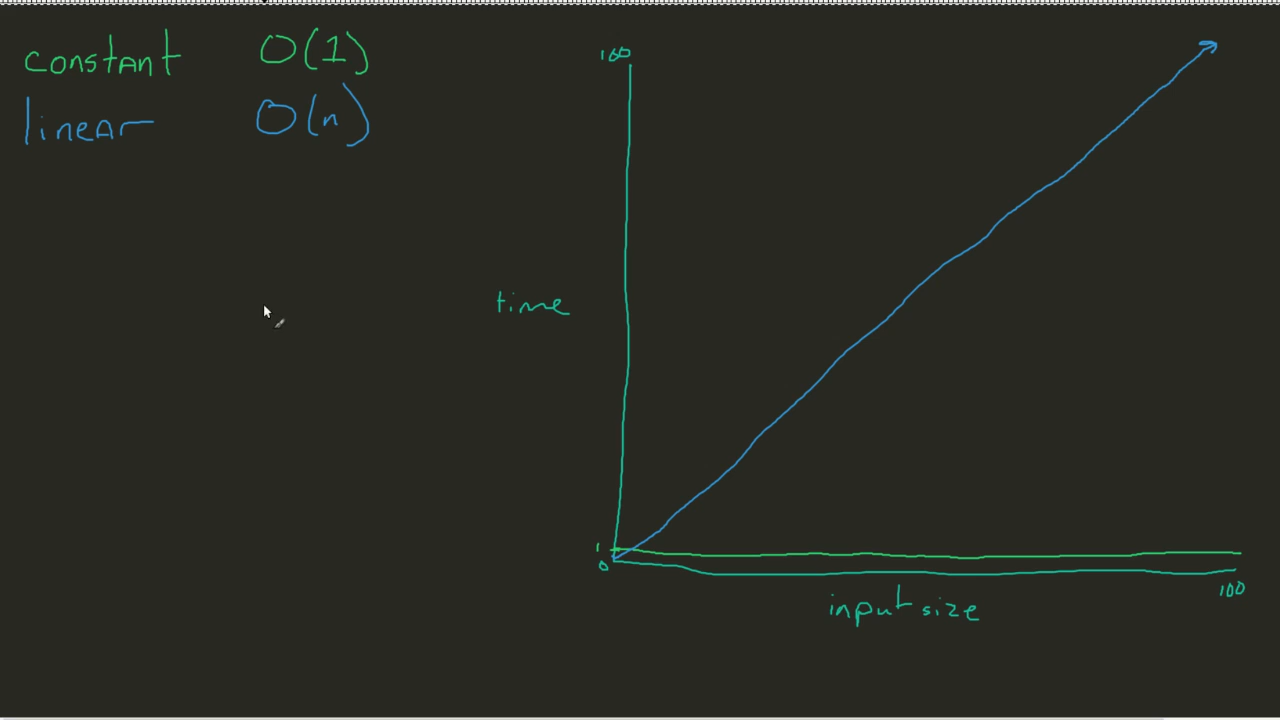 constant O(1)
linear O(n)
100
time
1
0
100
input size